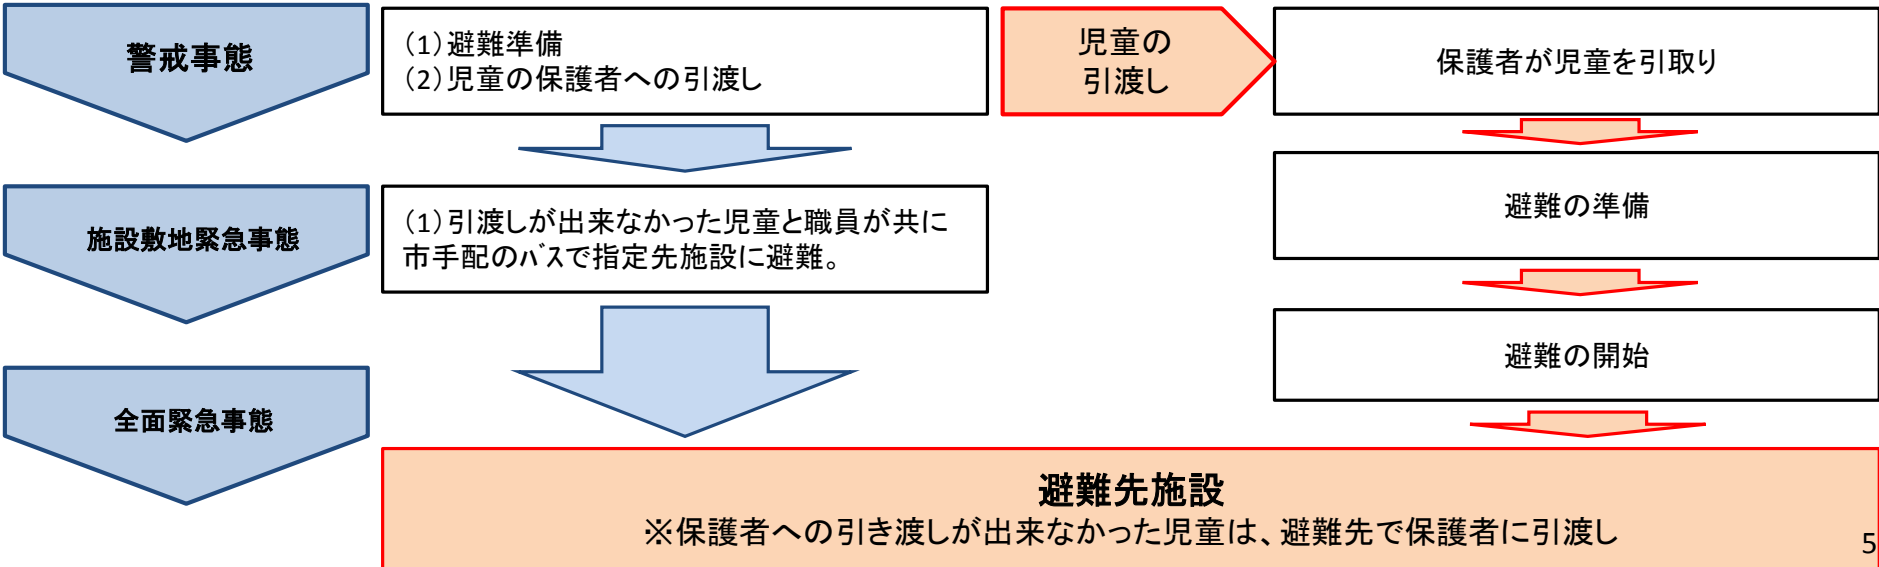 警戒事態
(1)避難準備
(2)児童の保護者への引渡し
児童の
引渡し
保護者が児童を引取り
施設敷地緊急事態
(1)引渡しが出来なかった児童と職員が共に
市手配のバスで指定先施設に避難。
避難の準備
避難の開始
全面緊急事態
避難先施設
※保護者への引き渡しが出来なかった児童は、避難先で保護者に引渡し
5